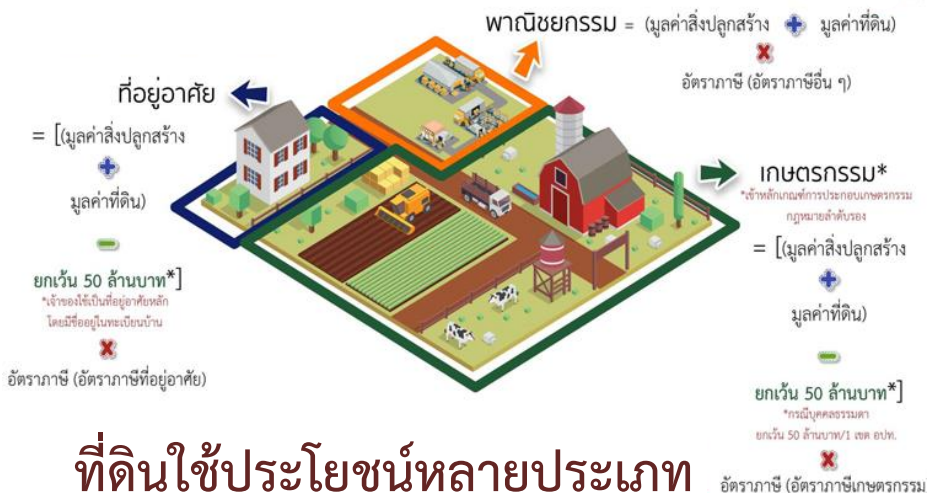 พาณิชยกรรม = (มูลค่าสิ่งปลูกสร้าง + มูลค่าที่ดิน)
×
อัตราภาษี (อัตราภาษีอื่น ๆ)
ที่อยู่อาศัย
= [(มูลค่าสิ่งปลูกสร้าง
+
มูลค่าที่ดิน)
-
ยกเว้น 50 ล้านบาท*]
*เจ้าของใช้เป็นที่อยู่อาศัยหลัก
โดยมีชื่ออยู่ในทะเบียนบ้าน
×
อัตราภาษี (อัตราภาษีที่อยู่อาศัย)
เกษตรกรรม*
*เข้าหลักเกณฑ์การประกอบเกษตรกรรม
กฎหมายลำดับรอง
= [(มูลค่าสิ่งปลูกสร้าง
+
มูลค่าที่ดิน)
-
ยกเว้น 50 ล้านบาท*]
*กรณีบุคคลธรรมดา
ยกเว้น 50 ล้านบาท/1 เขต อปท.
×
อัตราภาษี (อัตราภาษีเกษตรกรรม
ที่ดินใช้ประโยชน์หลายประเภท